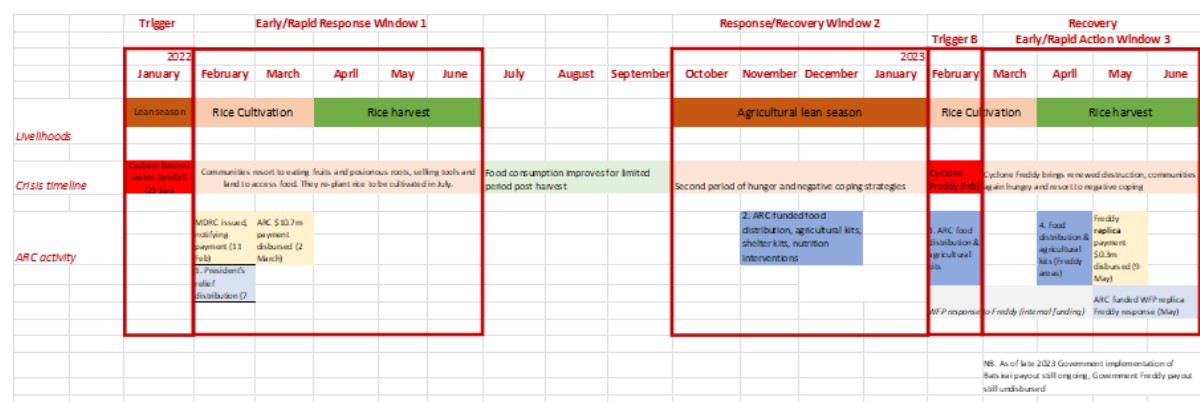 Trigger Early/Rapid Response Window 1 Response/Recovery Window 2 Recovery
Trigger B Early/Rapid Action Window 3
2022 2023
January February March April May June July August September October November December January February March April May June
Lean season Rice Cultivation Rice harvest Agricultural lean season Rice Cultivation Rice harvest
Livelihoods
Crisis timeline
Cyclone Batsirai
makes landfall
Communities resort to eating fruits and posionous roots, selling tools and
land to access food. They re-plant rice to be cultivated in July.
Food consumption improves for limited
period post harvest
Second period of hunger and negative coping strategies
Cyclone
Freddy (feb)
Cyclone Freddy brings renewed destruction, communities
again hungry and resort to negative coping
ARC activity
MDRC issued,
notifying
payment (11
Feb)
ARC $10.7m
payment
disbursed (2
March)
1. President's
relief
distribution (7
2. ARC funded food
distribution, agricultural kits,
shelter kits, nutrition
interventions
3. ARC food
distribution &
agricultural
kits
4. Food
distribution &
agricultural
kits (Freddy
areas)
Freddy
replica
payment
$0.3m
disbursed (9
May)
WFP response to Freddy (internal funding)
ARC funded WFP replica
Freddy response (May)
NB. As of late 2023 Government implementation of
Batsirai payout still ongoing, Government Freddy payout
still undisbursed